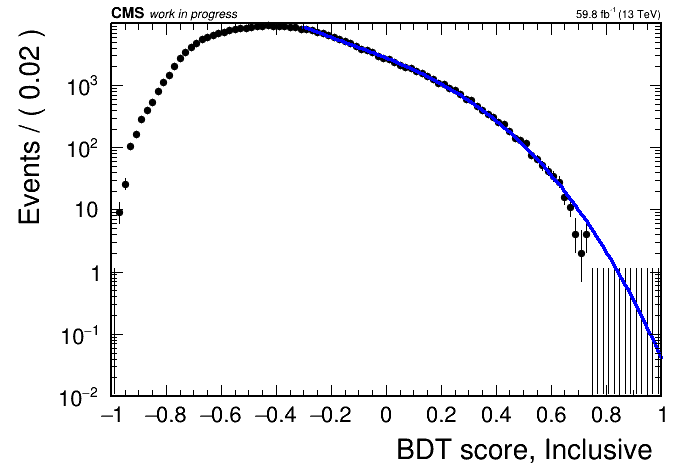 CMS work in progress
59.8 fb⁻¹ (13 TeV)
Events / ( 0.02 )
10³
10²
10
1
10⁻¹
10⁻²
−1 −0.8 −0.6 −0.4 −0.2 0 0.2 0.4 0.6 0.8 1
BDT score, Inclusive